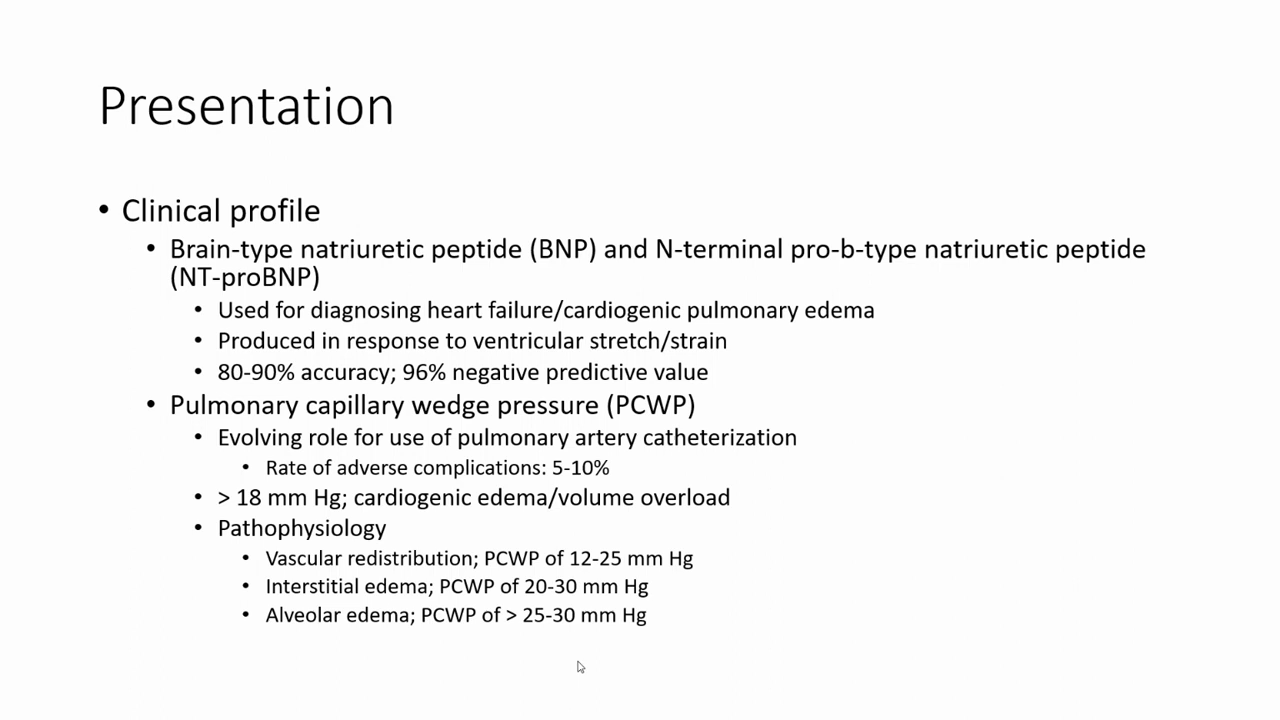 Presentation
• Clinical profile
• Brain-type natriuretic peptide (BNP) and N-terminal pro-b-type natriuretic peptide
(NT-proBNP)
• Used for diagnosing heart failure/cardiogenic pulmonary edema
• Produced in response to ventricular stretch/strain
• 80-90% accuracy; 96% negative predictive value
• Pulmonary capillary wedge pressure (PCWP)
• Evolving role for use of pulmonary artery catheterization
• Rate of adverse complications: 5-10%
• > 18 mm Hg; cardiogenic edema/volume overload
• Pathophysiology
• Vascular redistribution; PCWP of 12-25 mm Hg
• Interstitial edema; PCWP of 20-30 mm Hg
• Alveolar edema; PCWP of > 25-30 mm Hg